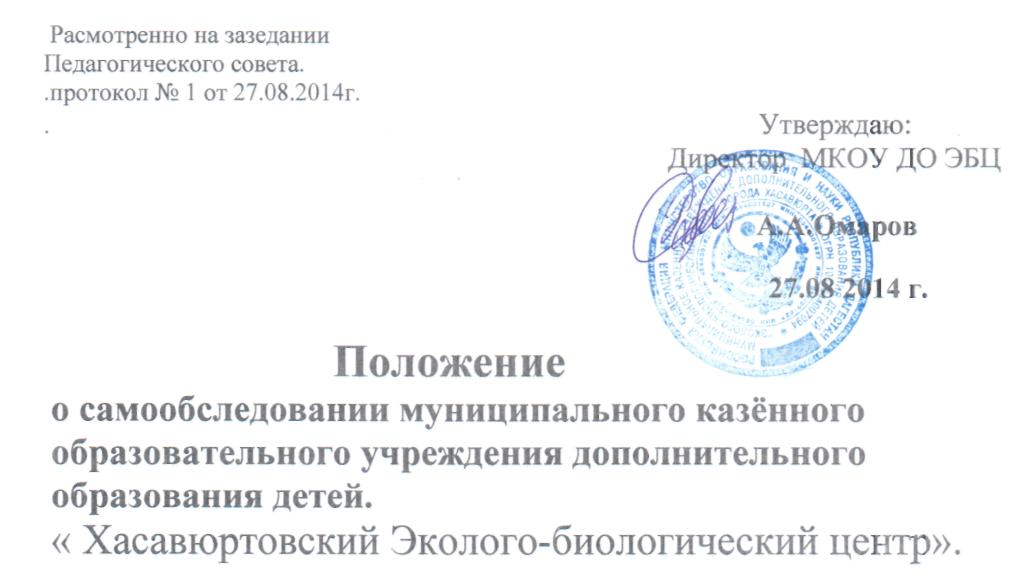 Расмотренно на зазедании
Педагогического совета.
.протокол № 1 от 27.08.2014г.
.
Утверждаю:
Директор МКОУ ДО ЭБЦ
А.А.Омаров
27.08 2014 г.
Положение
о самообследовании муниципального казённого
образовательного учреждения дополнительного
образования детей.
« Хасавюртовский Эколого-биологический центр».